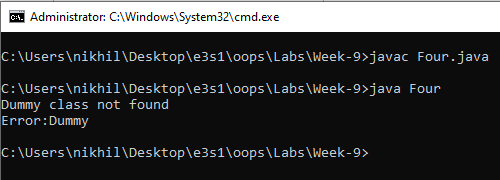 Administrator: C:\Windows\System32\cmd.exe
C:\Users\nikhil\Desktop\e3s1\oops\Labs\Week-9>javac Four.java
C:\Users\nikhil\Desktop\e3s1\oops\Labs\Week-9>java Four
Dummy class not found
Error:Dummy
C:\Users\nikhil\Desktop\e3s1\oops\Labs\Week-9>